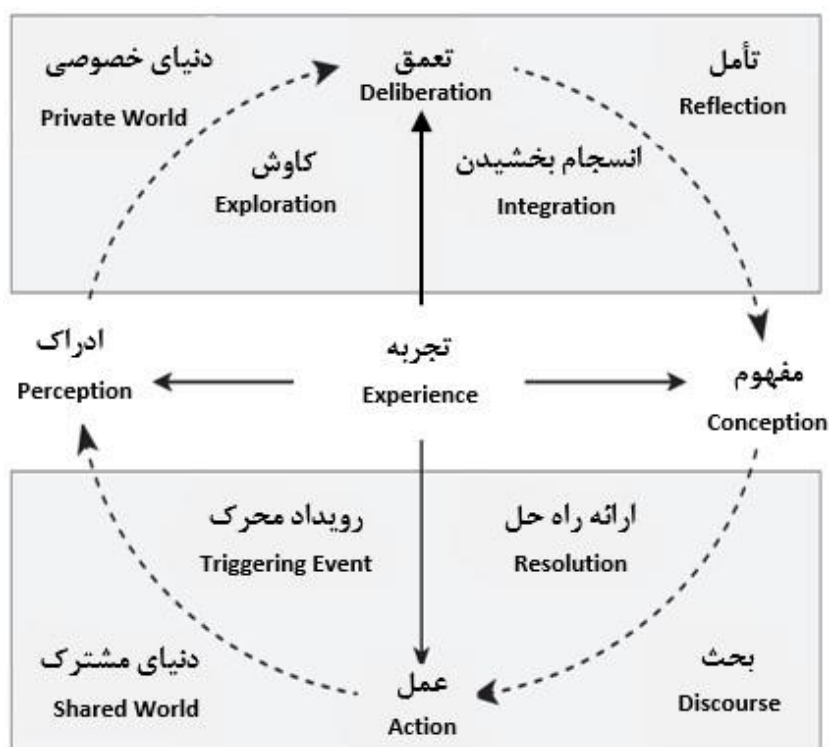 دنیای خصوصی
Private World
تعمق
Deliberation
تأمل
Reflection
کاوش
Exploration
انسجام بخشیدن
Integration
ادراک
Perception
تجربه
Experience
مفهوم
Conception
رویداد محرک
Triggering Event
ارائه راه حل
Resolution
دنیای مشترک
Shared World
عمل
Action
بحث
Discourse